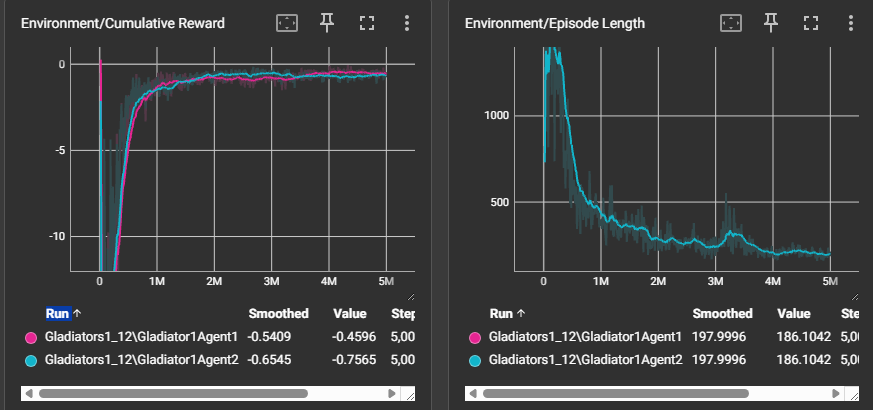 Environment/Cumulative Reward
0
-5
-10
0 1M 2M 3M 4M 5M
Run ↑ Smoothed Value Step
Gladiators1_12\Gladiator1Agent1 -0.5409 -0.4596 5,00
Gladiators1_12\Gladiator1Agent2 -0.6545 -0.7565 5,00
Environment/Episode Length
1000
500
0 1M 2M 3M 4M 5M
Run ↑ Smoothed Value Ste
Gladiators1_12\Gladiator1Agent1 197.9996 186.1042 5,00
Gladiators1_12\Gladiator1Agent2 197.9996 186.1042 5,00